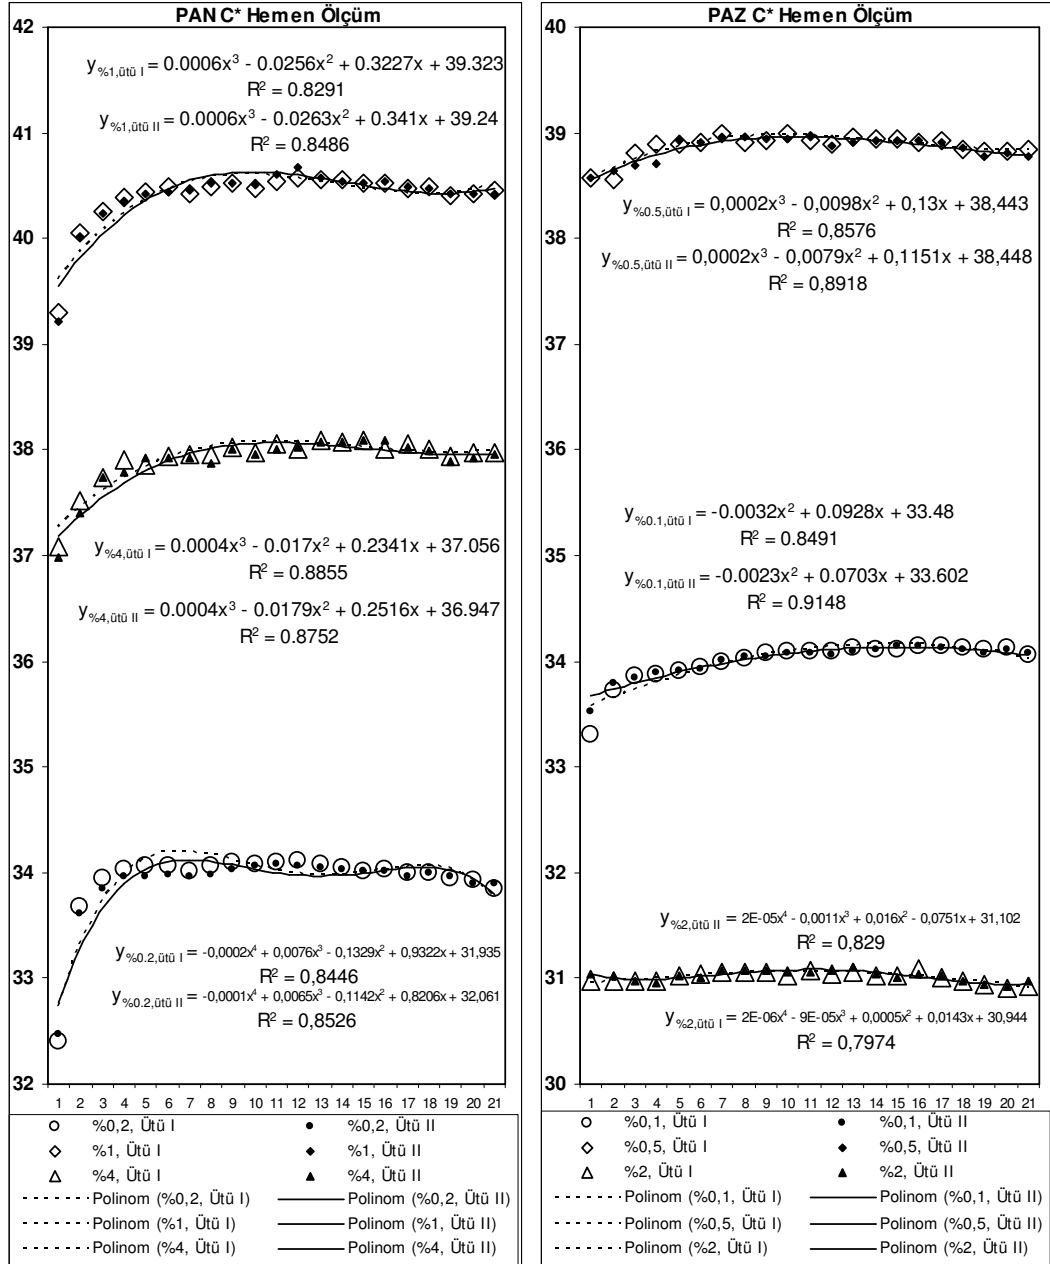 PAN C* Hemen Ölçüm
42
41
40
39
38
37
36
35
34
33
32
y%1,ütü I = 0.0006x³ - 0.0256x² + 0.3227x + 39.323
R² = 0.8291
y%1,ütü II = 0.0006x³ - 0.0263x² + 0.341x + 39.24
R² = 0.8486
y%4,ütü I = 0.0004x³ - 0.017x² + 0.2341x + 37.056
R² = 0.8855
y%4,ütü II = 0.0004x³ - 0.0179x² + 0.2516x + 36.947
R² = 0.8752
y%0.2,ütü I = -0,0002x⁴ + 0,0076x³ - 0,1329x² + 0,9322x + 31,935
R² = 0,8446
y%0.2,ütü II = -0,0001x⁴ + 0,0065x³ - 0,1142x² + 0,8206x + 32,061
R² = 0,8526
1 2 3 4 5 6 7 8 9 10 11 12 13 14 15 16 17 18 19 20 21
%0,2, Ütü I %0,2, Ütü II
%1, Ütü I %1, Ütü II
%4, Ütü I %4, Ütü II
Polinom (%0,2, Ütü I) Polinom (%0,2, Ütü II)
Polinom (%1, Ütü I) Polinom (%1, Ütü II)
Polinom (%4, Ütü I) Polinom (%4, Ütü II)
PAZ C* Hemen Ölçüm
40
39
38
37
36
35
34
33
32
31
30
y%0.5,ütü I = 0,0002x³ - 0,0098x² + 0,13x + 38,443
R² = 0,8576
y%0.5,ütü II = 0,0002x³ - 0,0079x² + 0,1151x + 38,448
R² = 0,8918
y%0.1,ütü I = -0.0032x² + 0.0928x + 33.48
R² = 0.8491
y%0.1,ütü II = -0.0023x² + 0.0703x + 33.602
R² = 0.9148
y%2,ütü II = 2E-05x⁴ - 0,0011x³ + 0,016x² - 0,0751x + 31,102
R² = 0,829
y%2,ütü I = 2E-06x⁴ - 9E-05x³ + 0,0005x² + 0,0143x + 30,944
R² = 0,7974
1 2 3 4 5 6 7 8 9 10 11 12 13 14 15 16 17 18 19 20 21
%0,1, Ütü I %0,1, Ütü II
%0,5, Ütü I %0,5, Ütü II
%2, Ütü I %2, Ütü II
Polinom (%0,1, Ütü I) Polinom (%0,1, Ütü II)
Polinom (%0,5, Ütü I) Polinom (%0,5, Ütü II)
Polinom (%2, Ütü I) Polinom (%2, Ütü II)